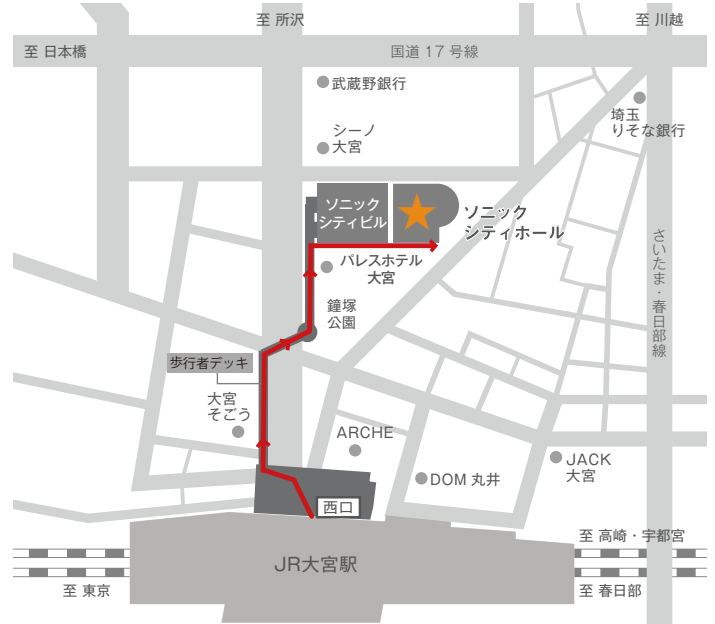 至 所沢
至 川越
至 日本橋
国道 17 号線
武蔵野銀行
埼玉
りそな銀行
シーノ
大宮
ソニック
シティビル
ソニック
シティホール
さいたま・春日部線
パレスホテル
大宮
鐘塚
公園
歩行者デッキ
大宮
そごう
ARCHE
JACK
大宮
DOM 丸井
西口
至 高崎・宇都宮
JR大宮駅
至 東京
至 春日部